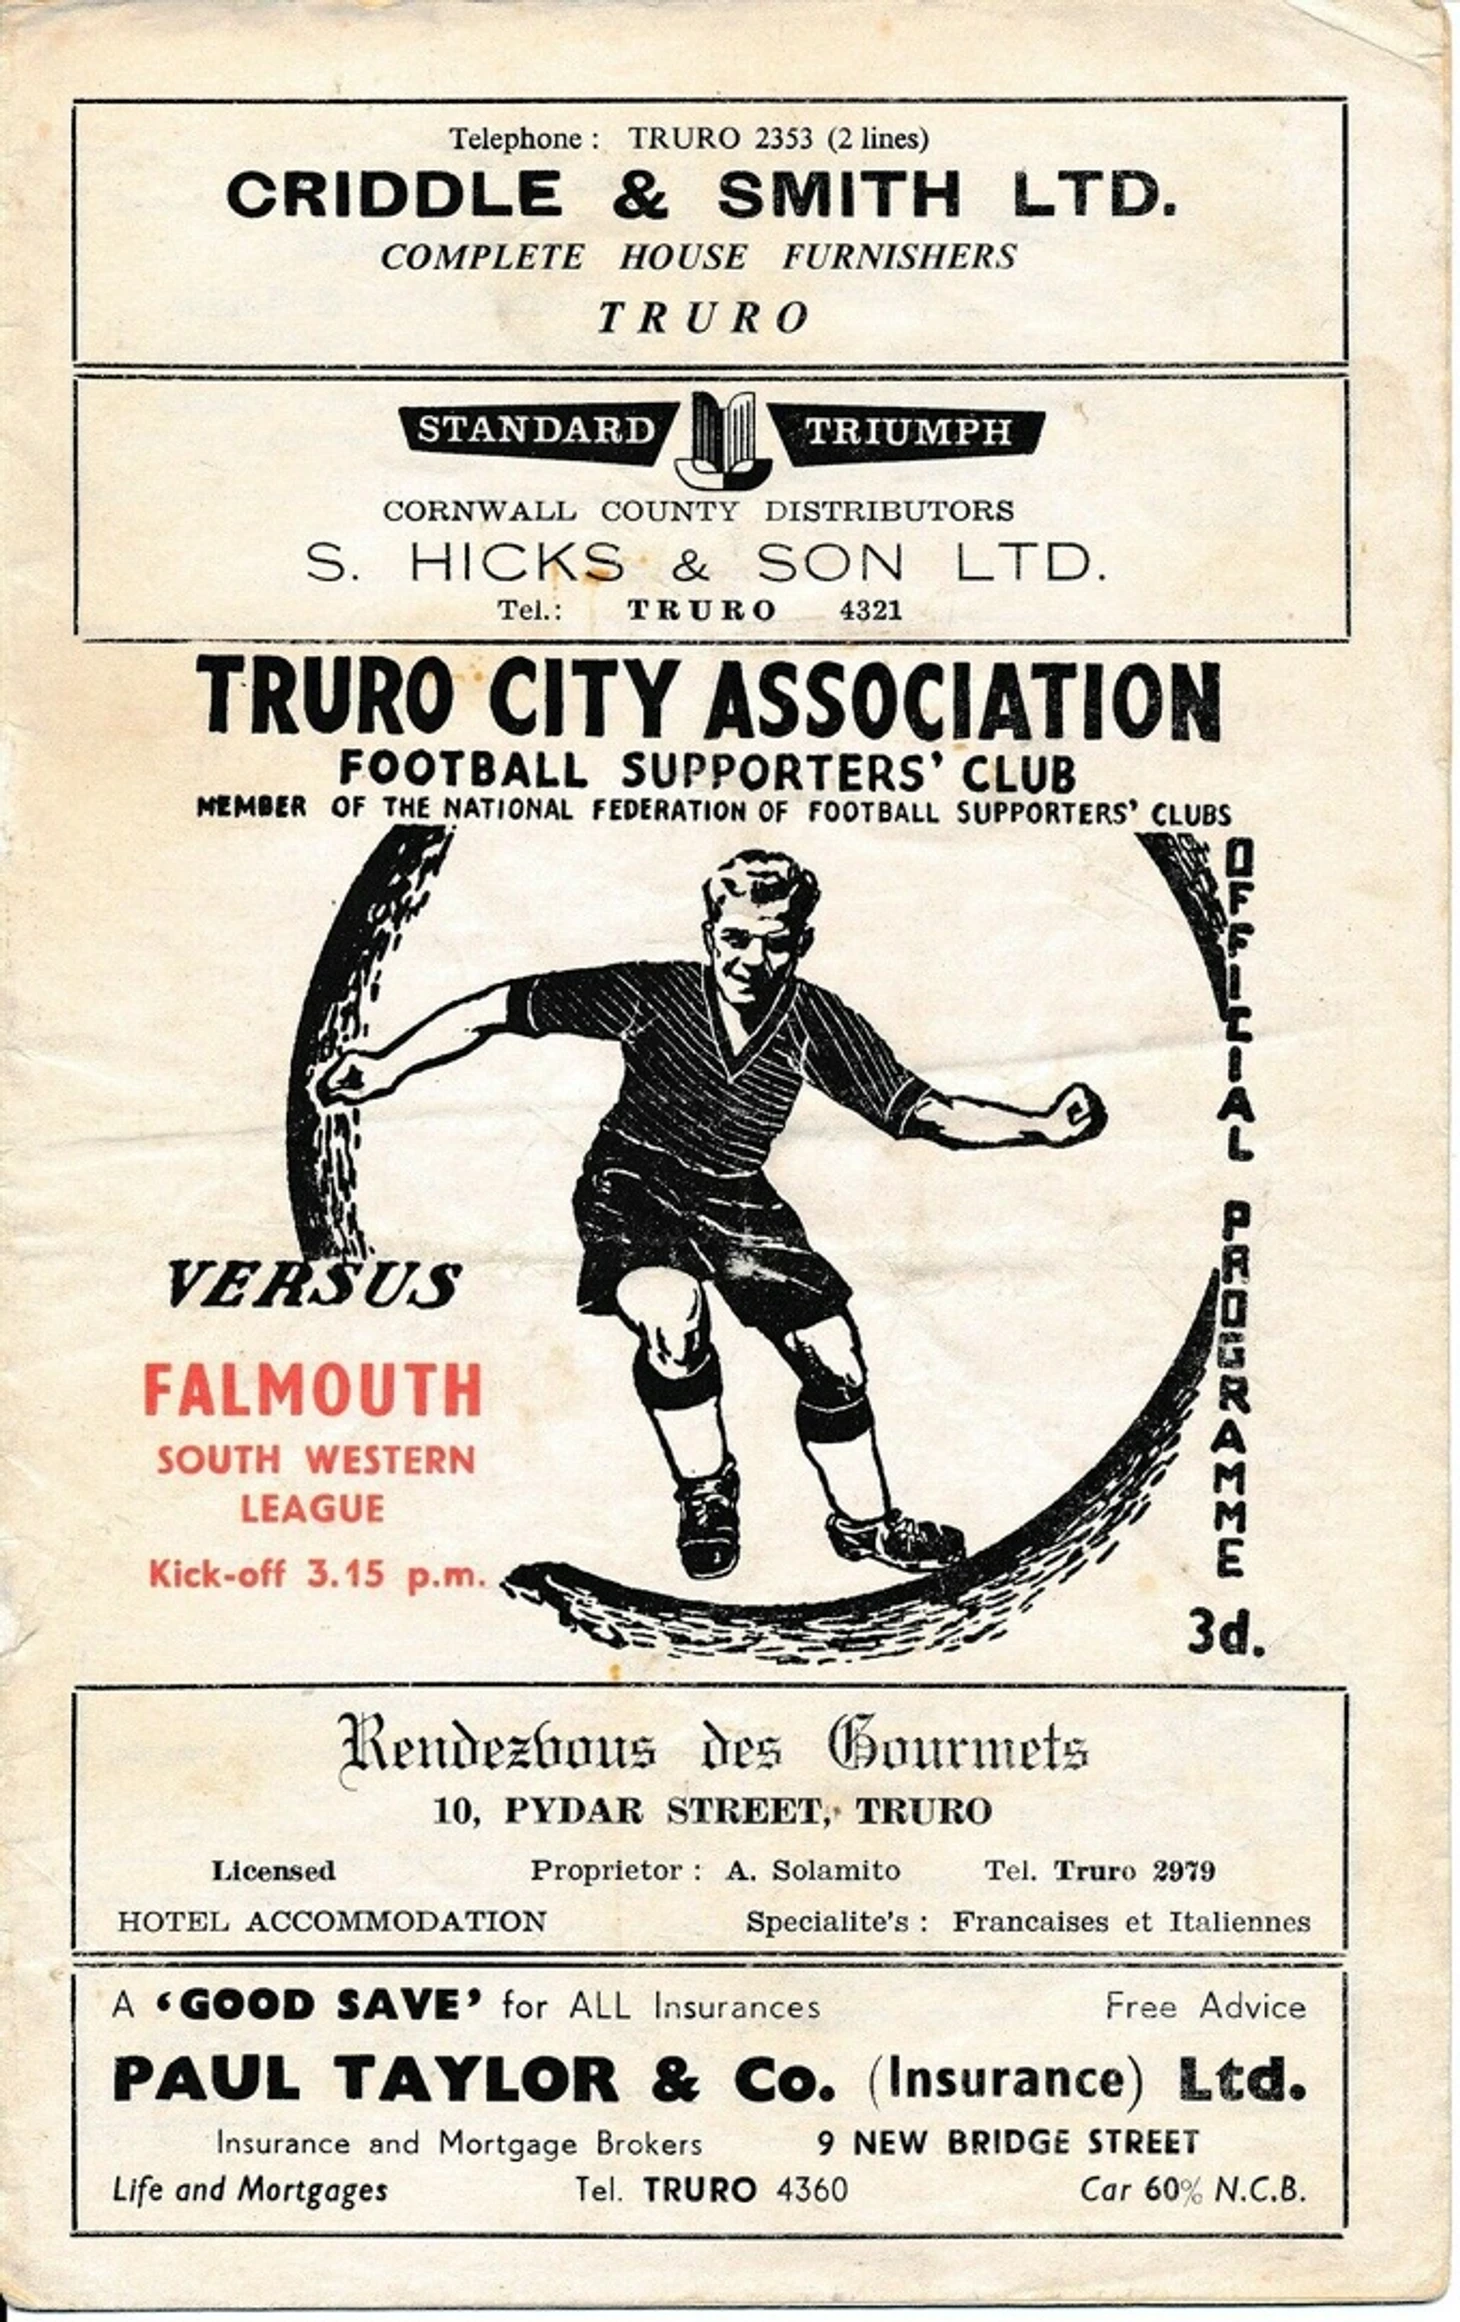 Telephone : TRURO 2353 (2 lines)
CRIDDLE & SMITH LTD.
COMPLETE HOUSE FURNISHERS
TRURO
STANDARD TRIUMPH
CORNWALL COUNTY DISTRIBUTORS
S. HICKS & SON LTD.
Tel.: TRURO 4321
TRURO CITY ASSOCIATION
FOOTBALL SUPPORTERS' CLUB
MEMBER OF THE NATIONAL FEDERATION OF FOOTBALL SUPPORTERS' CLUBS
OFFICIAL PROGRAMME
3d.
VERSUS
FALMOUTH
SOUTH WESTERN
LEAGUE
Kick-off 3.15 p.m.
Rendezvous des Gourmets
10, PYDAR STREET, TRURO
Licensed Proprietor : A. Solamito Tel. Truro 2979
HOTEL ACCOMMODATION Specialite's : Francaises et Italiennes
A 'GOOD SAVE' for ALL Insurances Free Advice
PAUL TAYLOR & Co. (Insurance) Ltd.
Insurance and Mortgage Brokers 9 NEW BRIDGE STREET
Life and Mortgages Tel. TRURO 4360 Car 60% N.C.B.